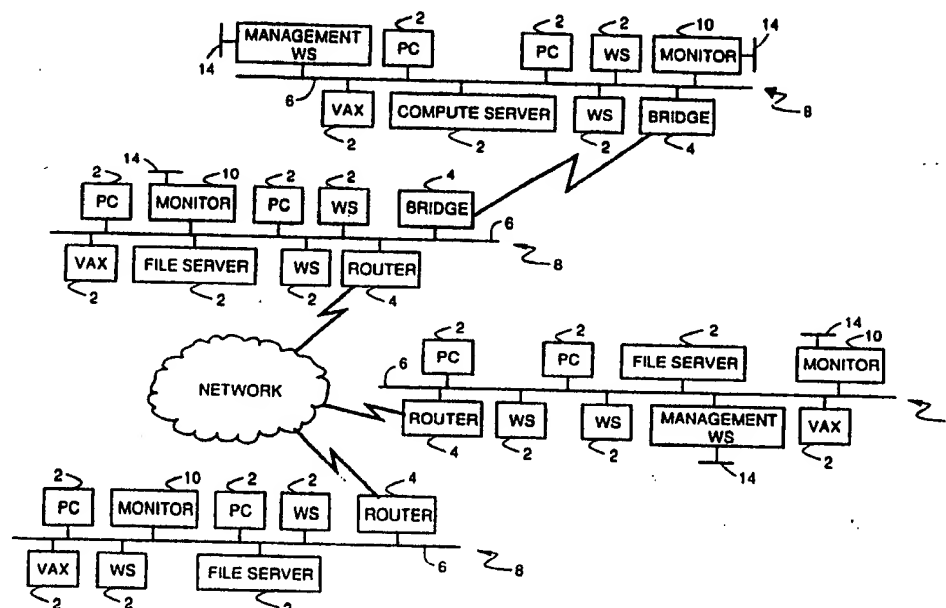 2 2 2 10 14
MANAGEMENT WS PC PC WS MONITOR
14
6 8
VAX COMPUTE SERVER WS BRIDGE
2 2 2 4
14
2 10 2 2 4
PC MONITOR PC WS BRIDGE
6
8
VAX FILE SERVER WS ROUTER
2 2 2 4
2 2 2 14 10
PC PC FILE SERVER MONITOR
6
NETWORK
ROUTER WS WS MANAGEMENT WS VAX
4 2 2 2
14
2 10 2 2 4
PC MONITOR PC WS ROUTER
6 8
VAX WS FILE SERVER
2 2 2